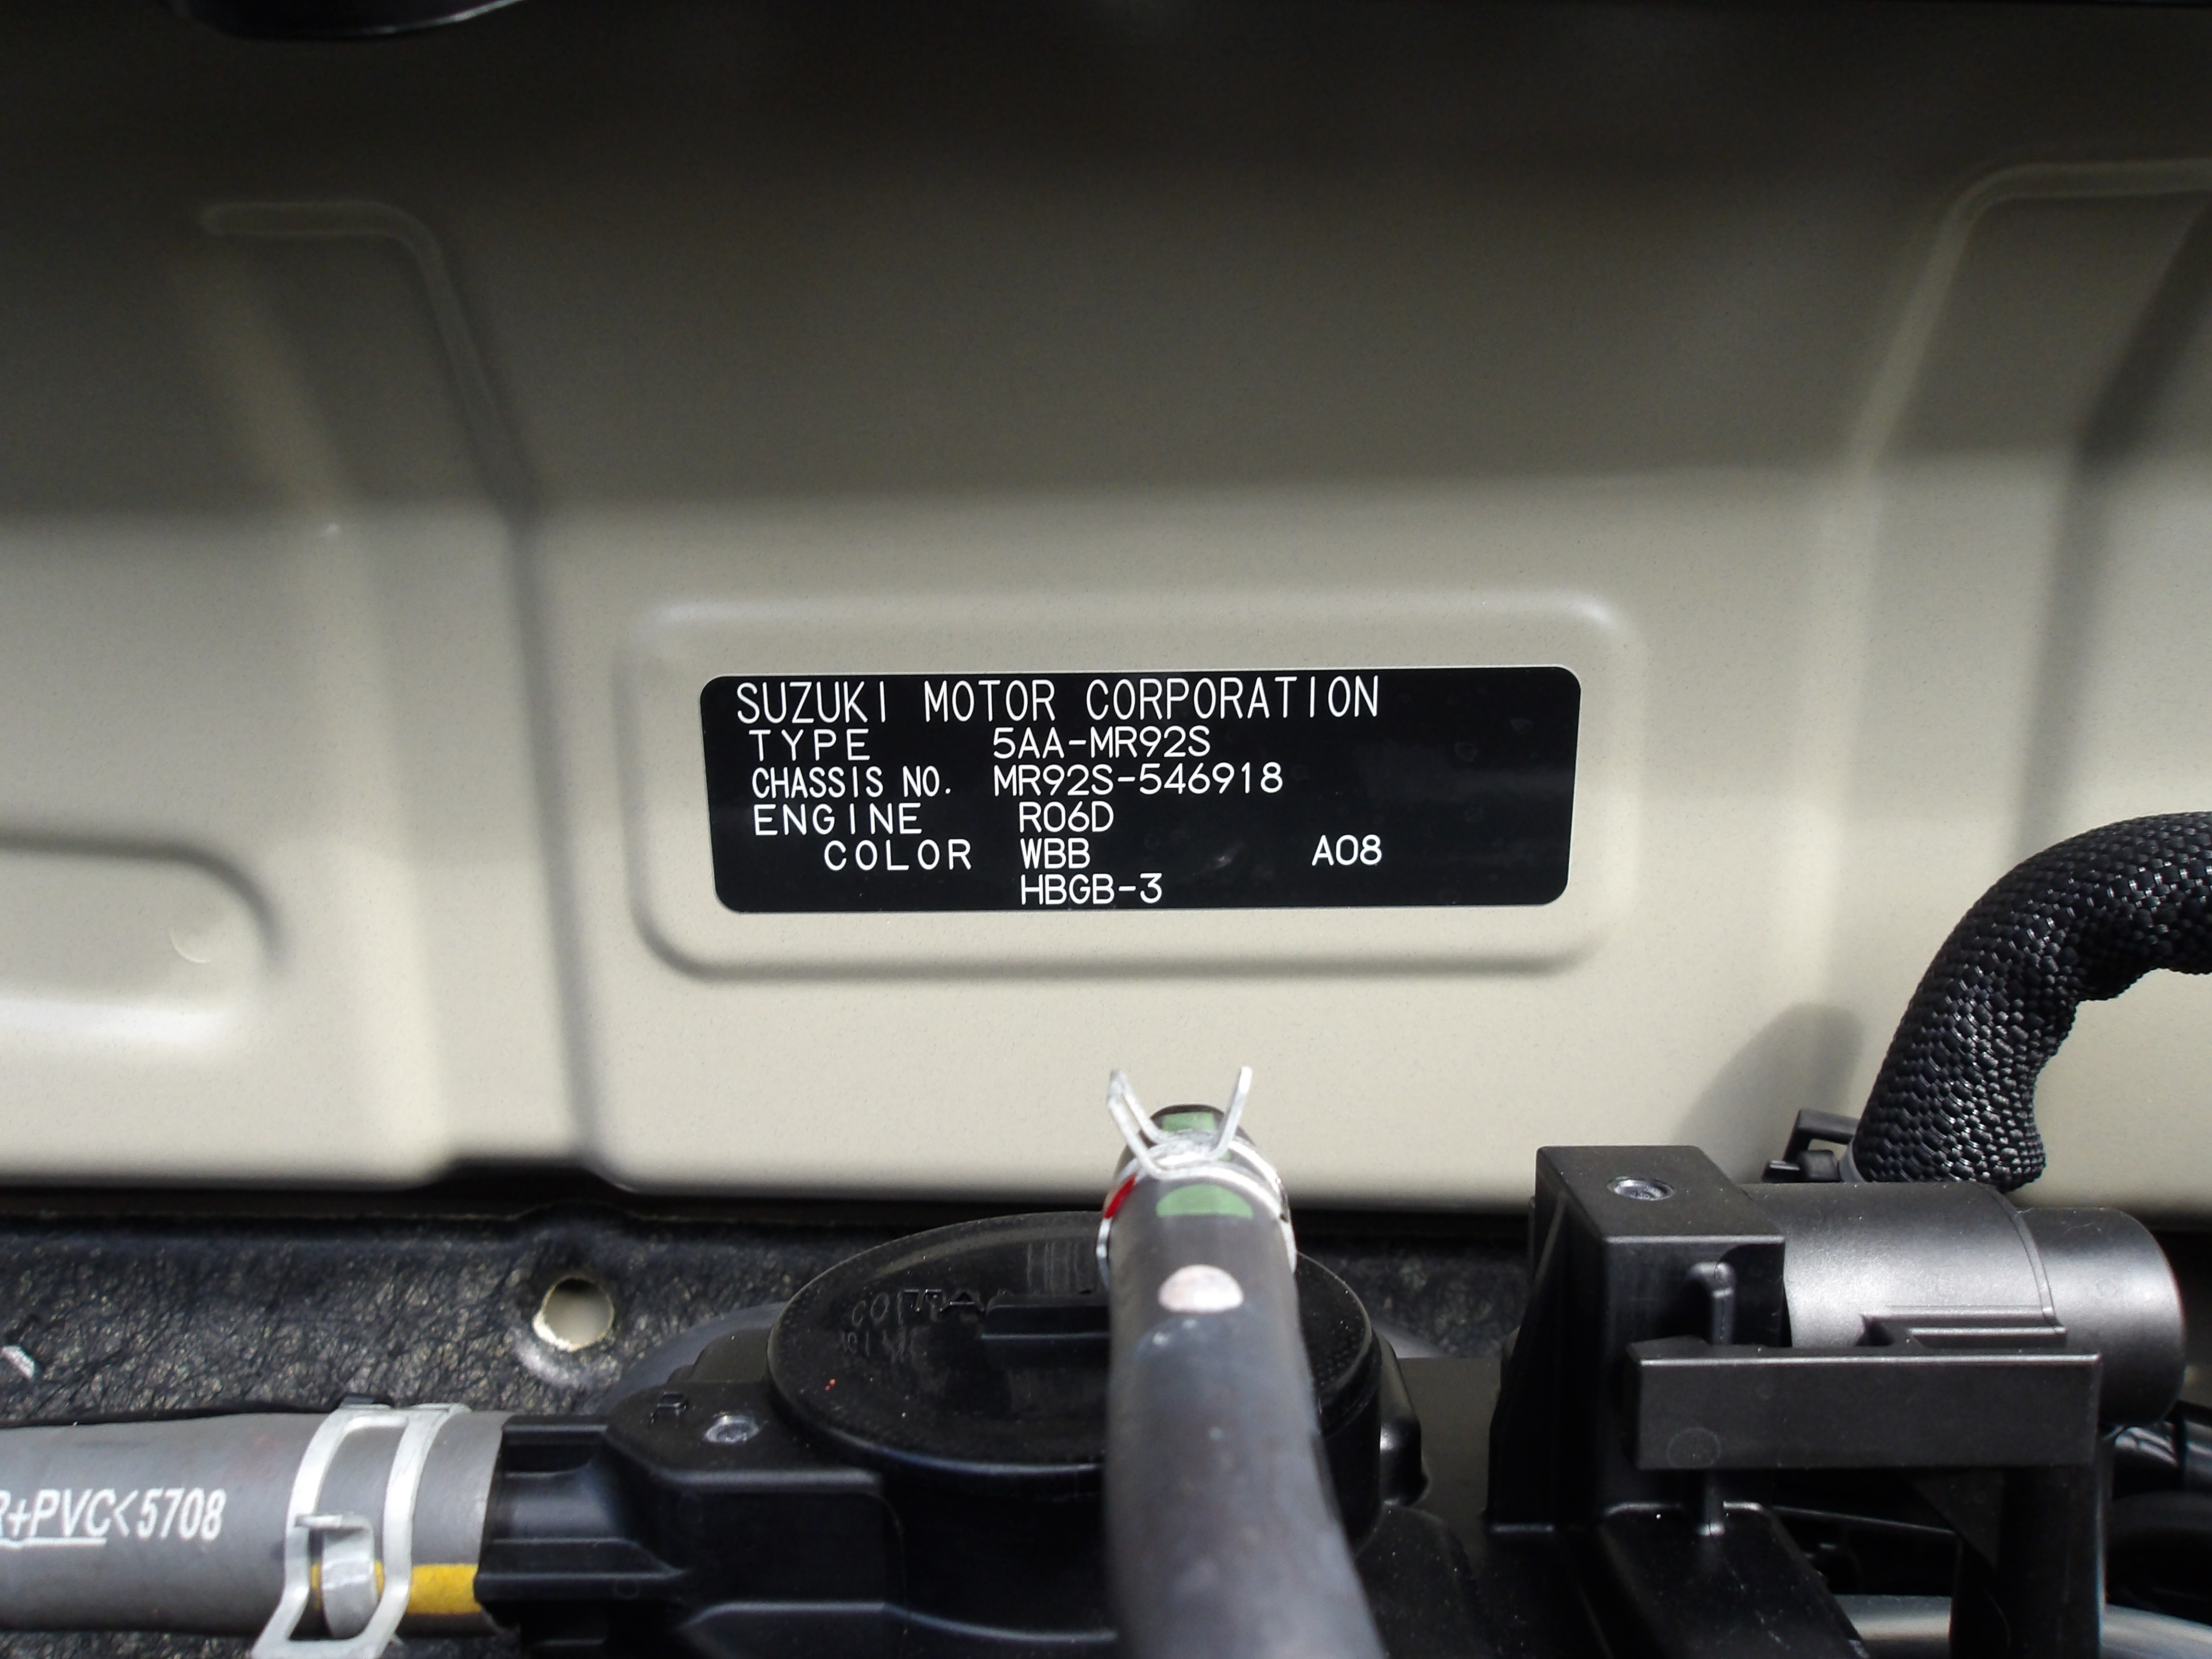 SUZUKI MOTOR CORPORATION
TYPE 5AA-MR92S
CHASSIS NO. MR92S-546918
ENGINE R06D
COLOR WBB A08
HBGB-3
R+PVC<5708